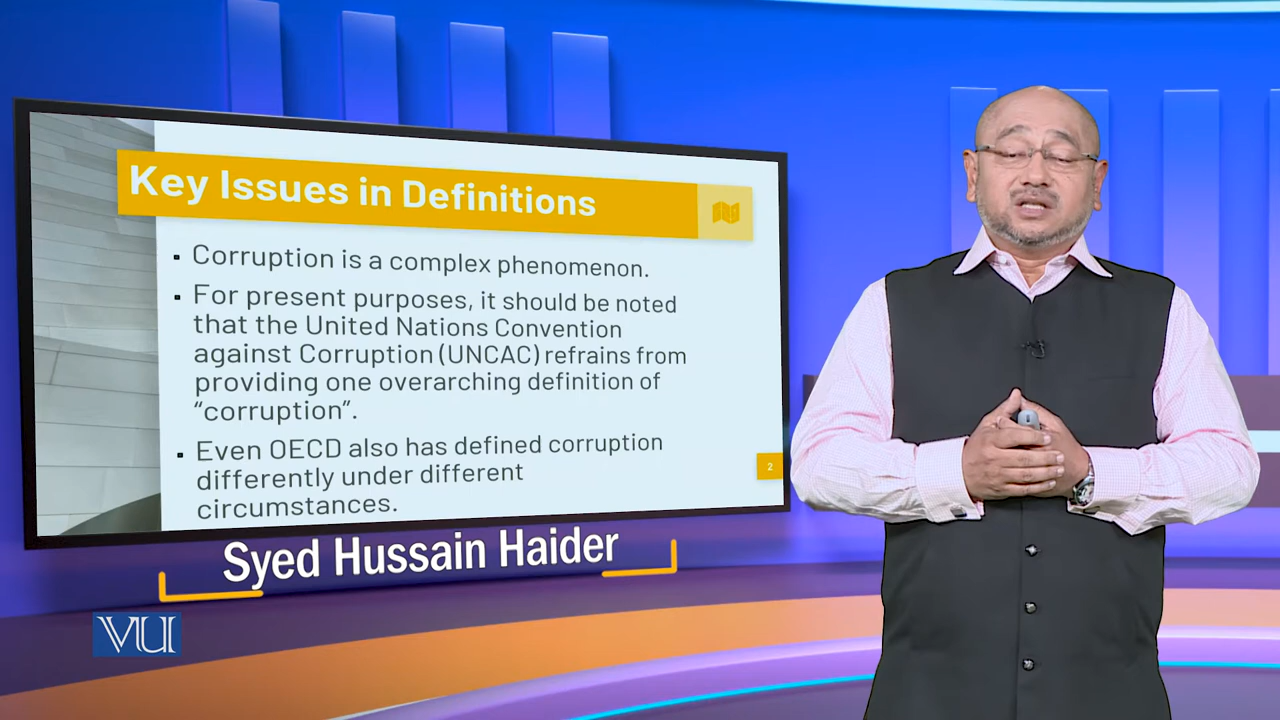 Key Issues in Definitions
Corruption is a complex phenomenon.
For present purposes, it should be noted
that the United Nations Convention
against Corruption (UNCAC) refrains from
providing one overarching definition of
“corruption”.
Even OECD also has defined corruption
differently under different
circumstances.
2
Syed Hussain Haider
VU